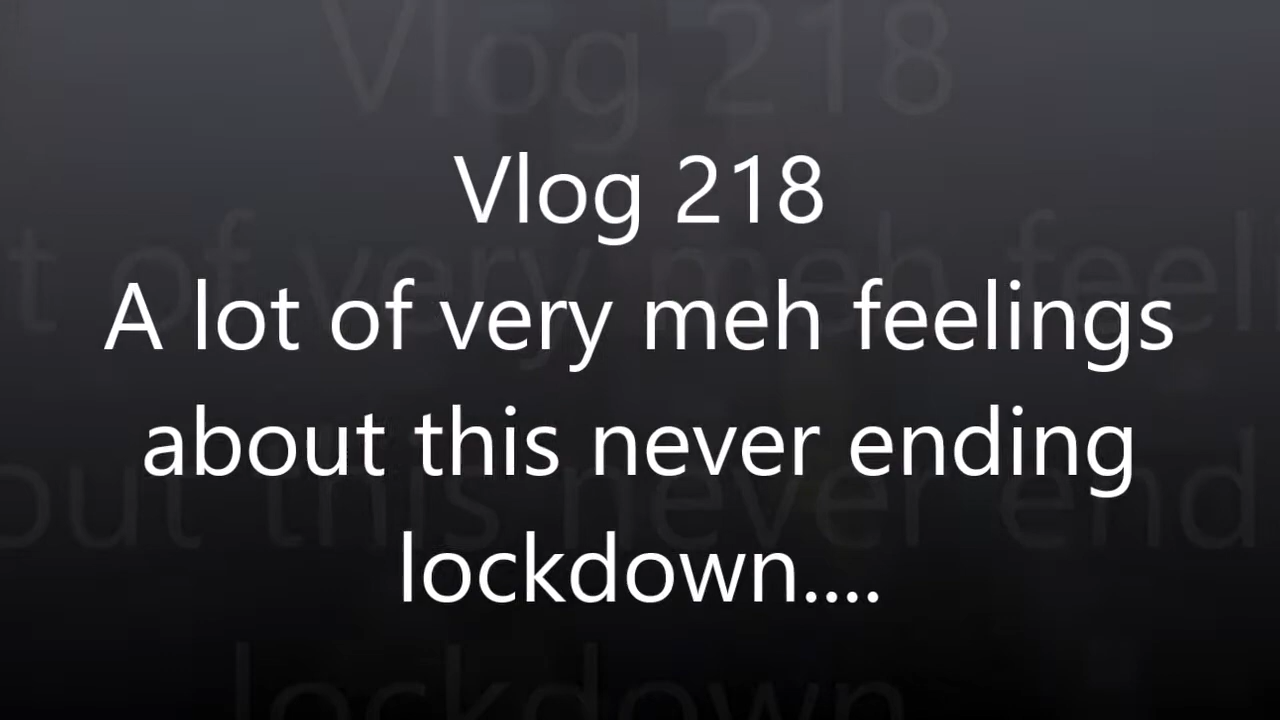 Vlog 218
A lot of very meh feelings
about this never ending
lockdown....